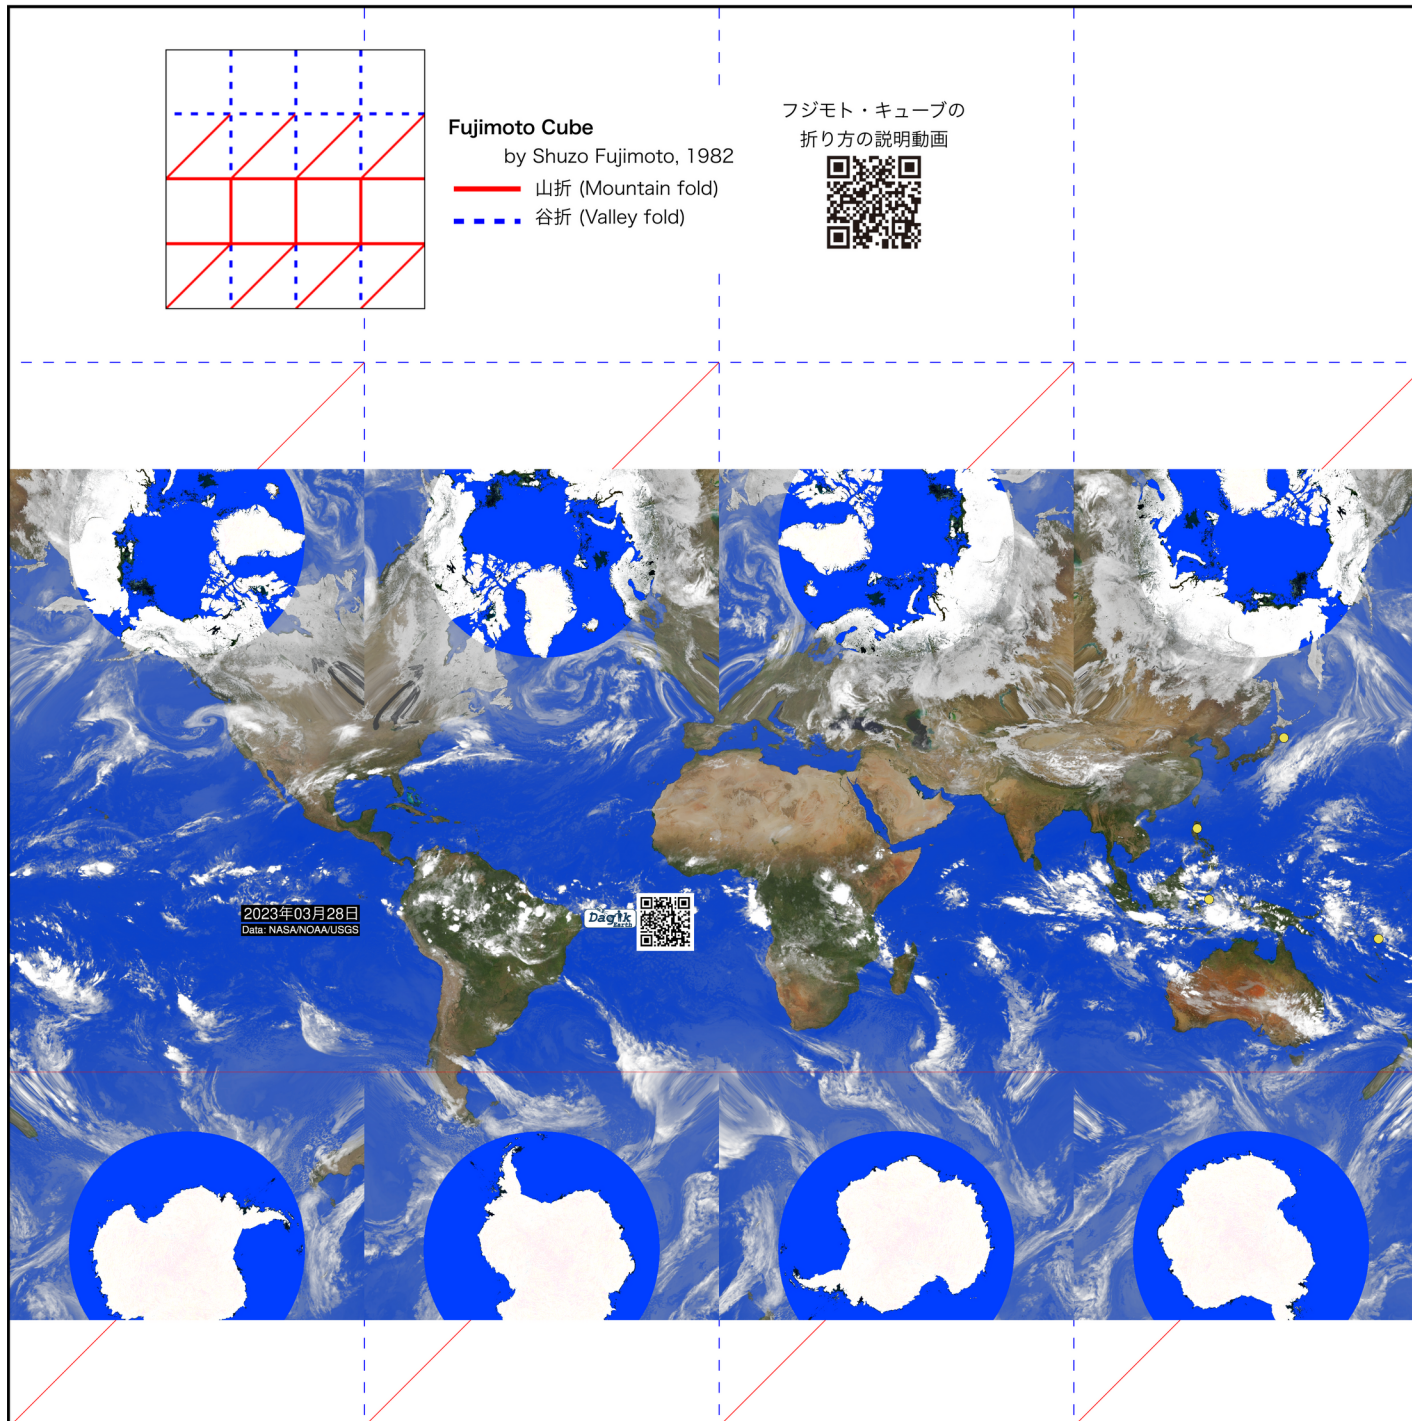 Fujimoto Cube
by Shuzo Fujimoto, 1982
山折 (Mountain fold)
谷折 (Valley fold)
フジモト・キューブの
折り方の説明動画
2023年03月28日
Data: NASA/NOAA/USGS
Dagik
Earth